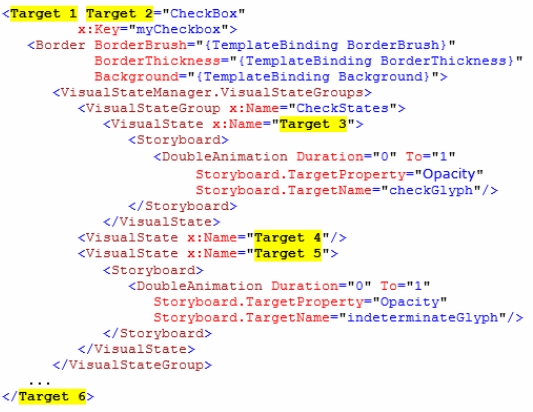 <Target 1 Target 2="CheckBox"
x:Key="myCheckbox">
<Border BorderBrush="{TemplateBinding BorderBrush}"
BorderThickness="{TemplateBinding BorderThickness}"
Background="{TemplateBinding Background}">
<VisualStateManager.VisualStateGroups>
<VisualStateGroup x:Name="CheckStates">
<VisualState x:Name="Target 3">
<Storyboard>
<DoubleAnimation Duration="0" To="1"
Storyboard.TargetProperty="Opacity"
Storyboard.TargetName="checkGlyph"/>
</Storyboard>
</VisualState>
<VisualState x:Name="Target 4"/>
<VisualState x:Name="Target 5">
<Storyboard>
<DoubleAnimation Duration="0" To="1"
Storyboard.TargetProperty="Opacity"
Storyboard.TargetName="indeterminateGlyph"/>
</Storyboard>
</VisualState>
</VisualStateGroup>
...
</Target 6>